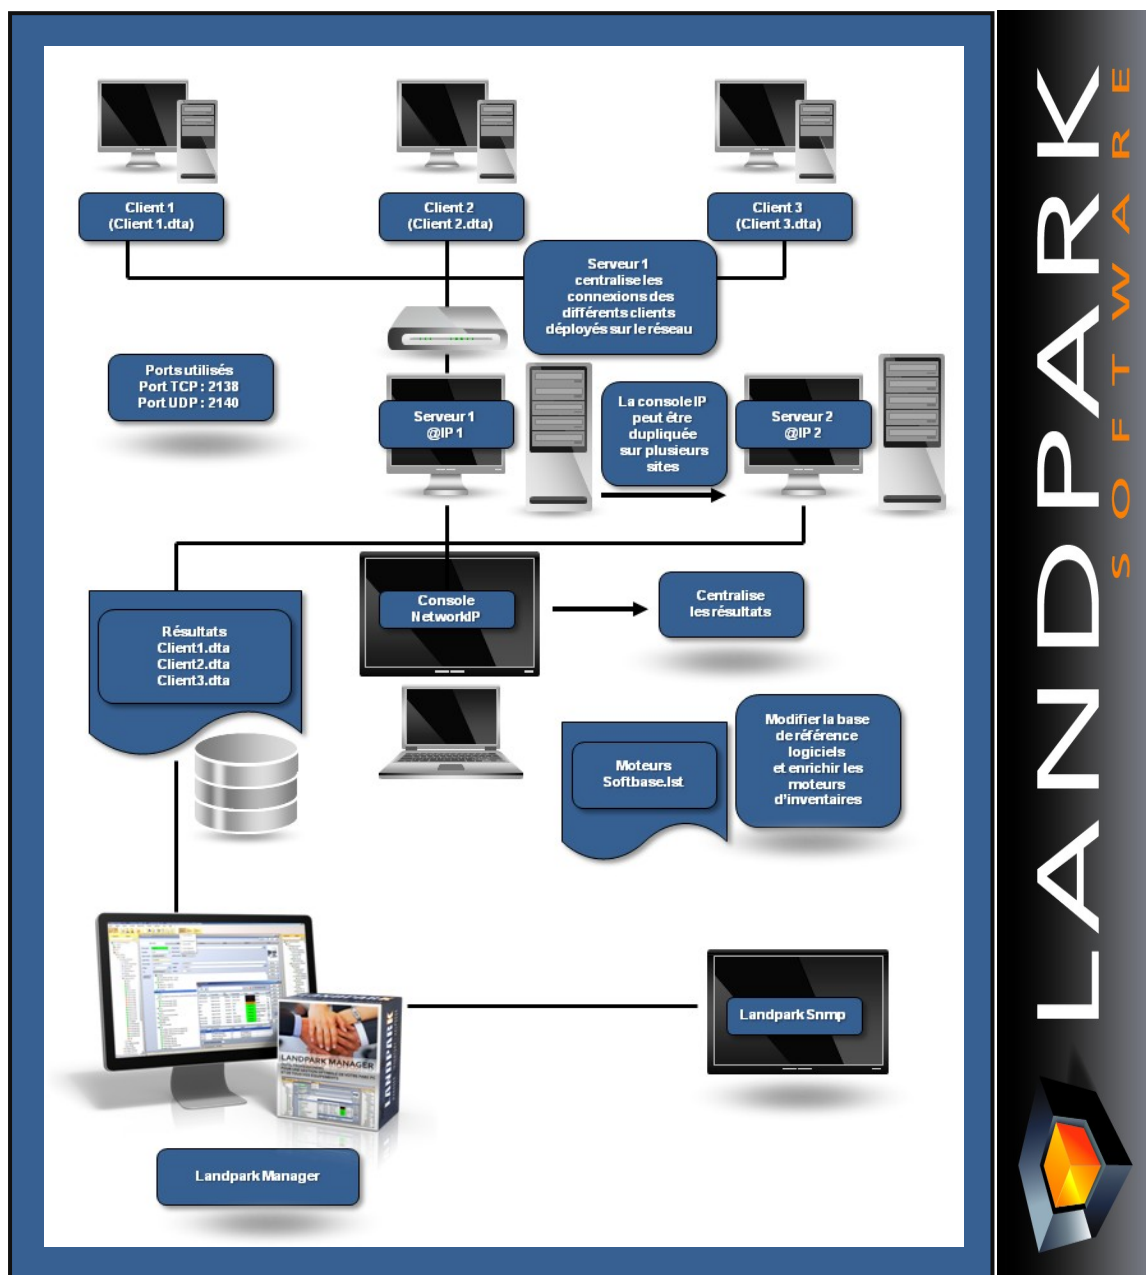 Client 1
(Client 1.dta)
Client 2
(Client 2.dta)
Client 3
(Client 3.dta)
Serveur 1
centralise les
connexions des
différents clients
déployés sur le réseau
Ports utilisés
Port TCP : 2138
Port UDP : 2140
Serveur 1
@IP 1
La console IP
peut être
dupliquée
sur plusieurs
sites
Serveur 2
@IP 2
Console
NetworkIP
Centralise
les résultats
Résultats
Client1.dta
Client2.dta
Client3.dta
Moteurs
Softbase.lst
Modifier la base
de référence
logiciels
et enrichir les
moteurs
d'inventaires
LANDPARK MANAGER
LANDPARK
Landpark Snmp
Landpark Manager
LANDPARK
SOFTWARE